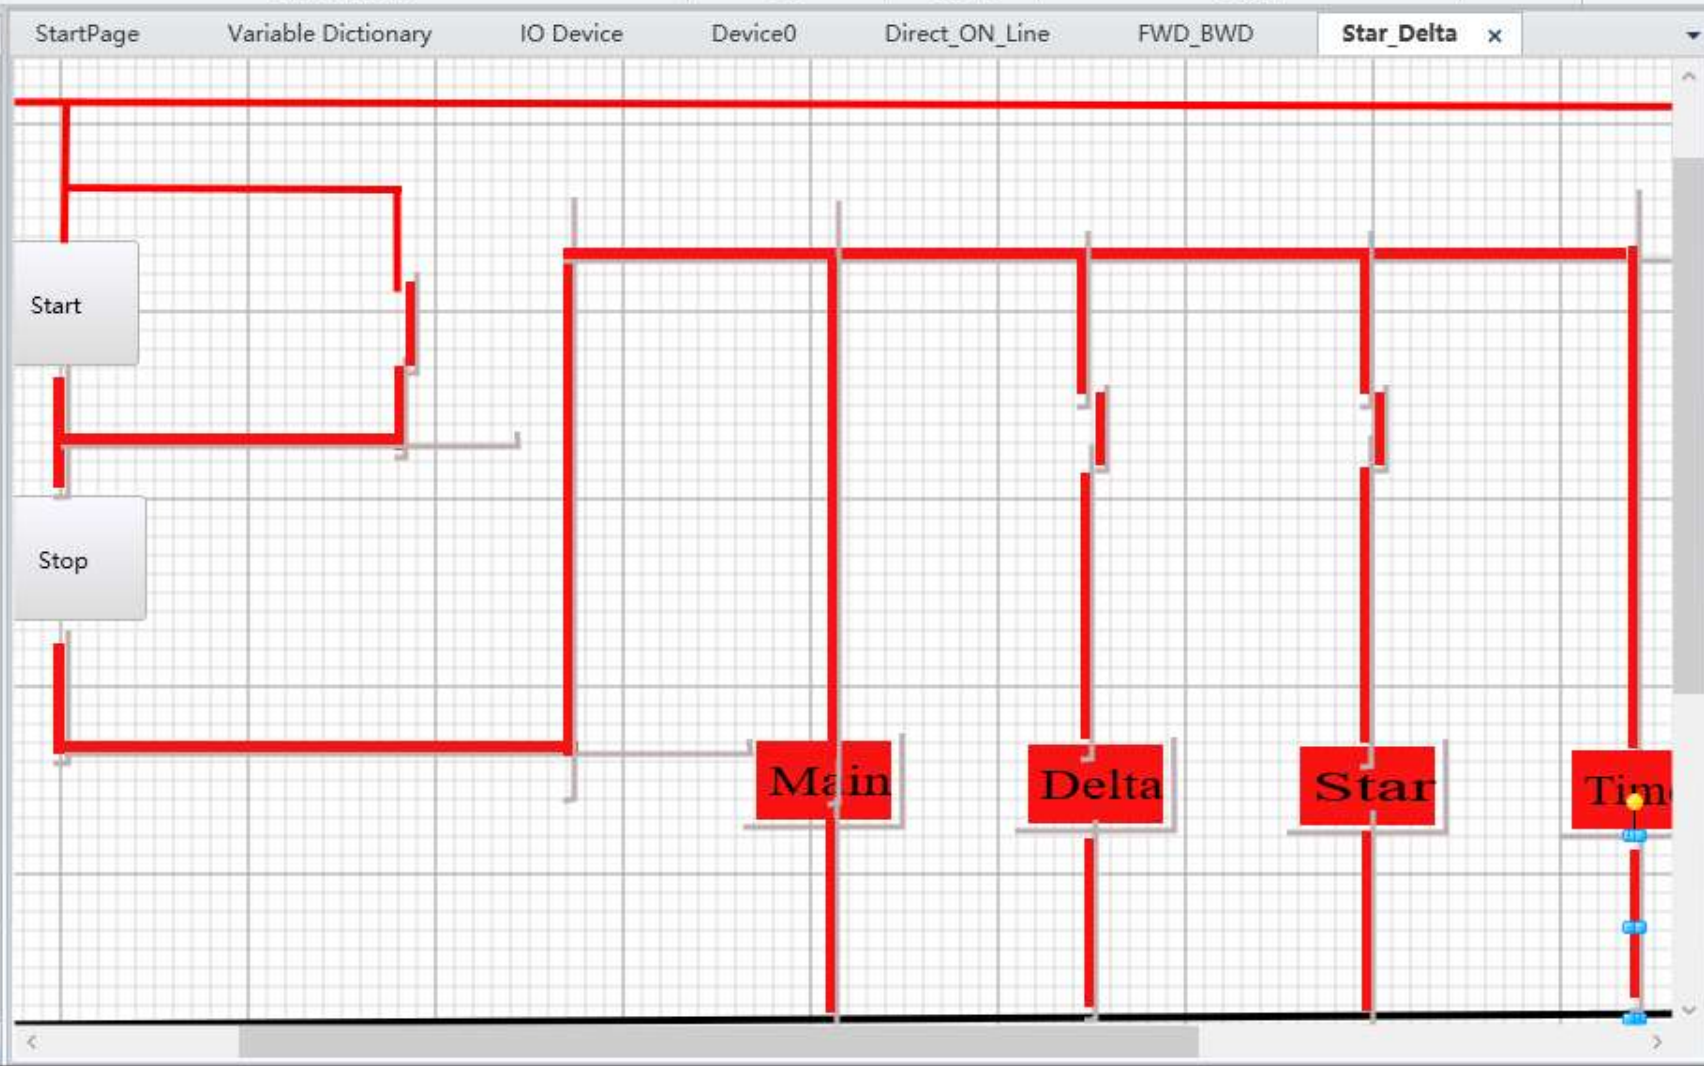 StartPage Variable Dictionary IO Device Device0 Direct_ON_Line FWD_BWD Star_Delta
Start
Stop
Main Delta Star